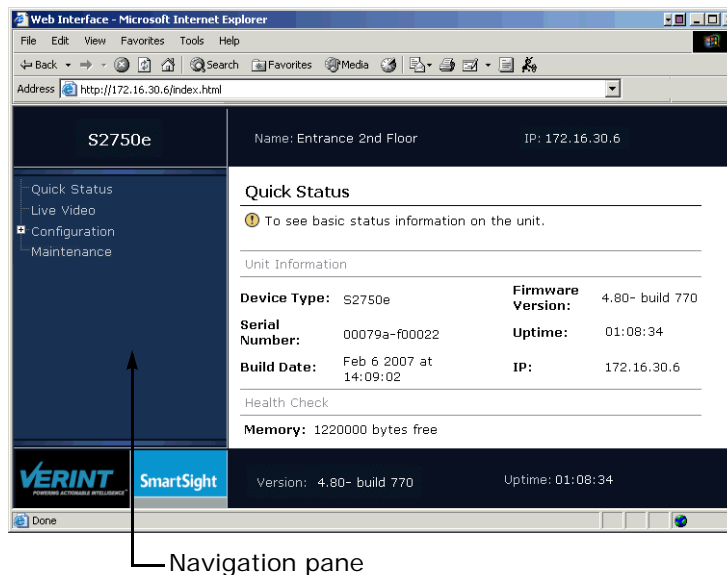 Web Interface - Microsoft Internet Explorer
File Edit View Favorites Tools Help
Back Search Favorites Media
Address http://172.16.30.6/index.html
S2750e Name: Entrance 2nd Floor IP: 172.16.30.6
Quick Status
Live Video
Configuration
Maintenance
Quick Status
To see basic status information on the unit.
Unit Information
Device Type: S2750e Firmware Version: 4.80- build 770
Serial Number: 00079a-f00022 Uptime: 01:08:34
Build Date: Feb 6 2007 at 14:09:02 IP: 172.16.30.6
Health Check
Memory: 1220000 bytes free
VERINT
POWERING ACTIONABLE INTELLIGENCE
SmartSight
Version: 4.80- build 770 Uptime: 01:08:34
Done
Navigation pane